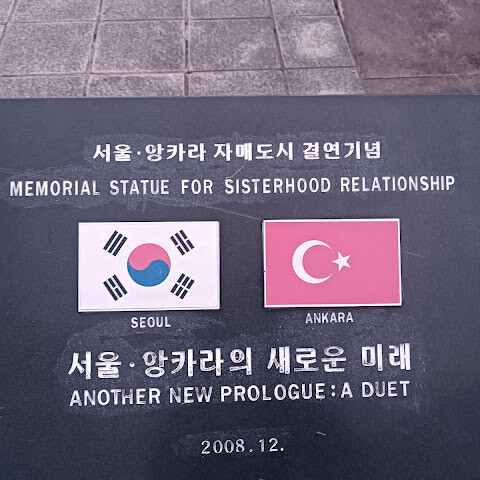 서울·앙카라 자매도시 결연기념
MEMORIAL STATUE FOR SISTERHOOD RELATIONSHIP
SEOUL ANKARA
서울·앙카라의 새로운 미래
ANOTHER NEW PROLOGUE : A DUET
2008.12.